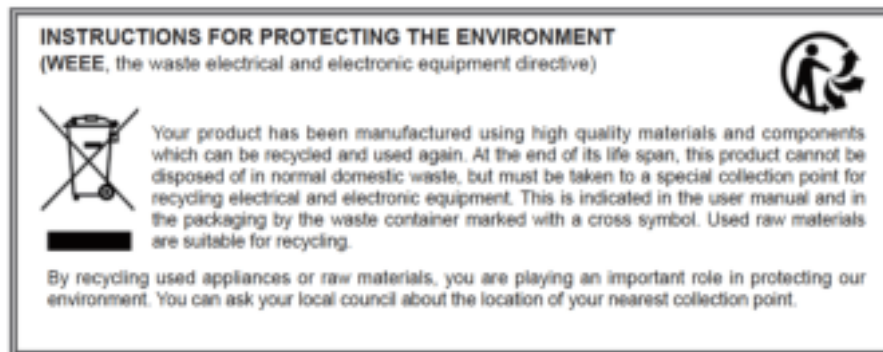 INSTRUCTIONS FOR PROTECTING THE ENVIRONMENT
(WEEE, the waste electrical and electronic equipment directive)
Your product has been manufactured using high quality materials and components
which can be recycled and used again. At the end of its life span, this product cannot be
disposed of in normal domestic waste, but must be taken to a special collection point for
recycling electrical and electronic equipment. This is indicated in the user manual and in
the packaging by the waste container marked with a cross symbol. Used raw materials
are suitable for recycling.
By recycling used appliances or raw materials, you are playing an important role in protecting our
environment. You can ask your local council about the location of your nearest collection point.